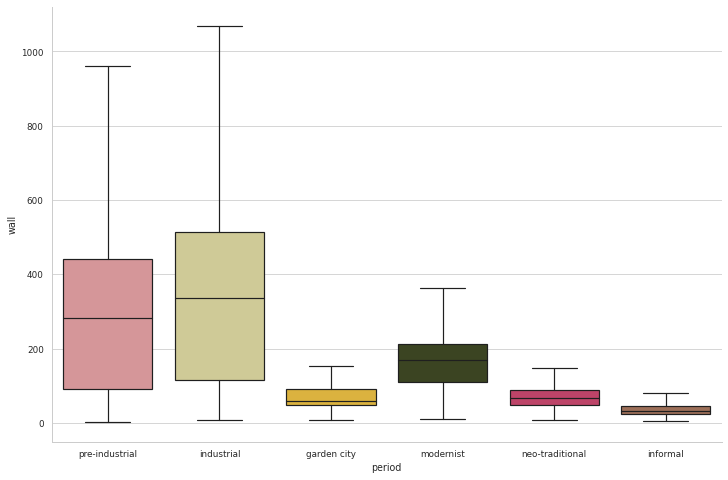 1000
800
600
400
200
0
wall
pre-industrial
industrial
garden city
modernist
neo-traditional
informal
period